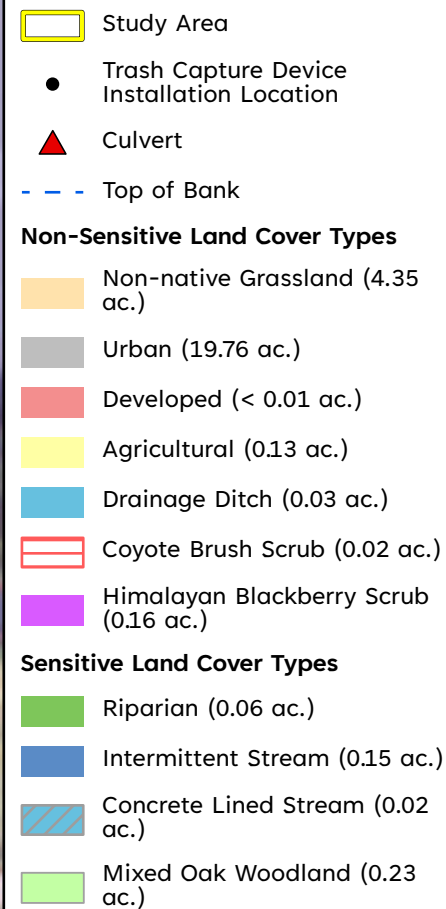 Study Area
Trash Capture Device
Installation Location
Culvert
Top of Bank
Non-Sensitive Land Cover Types
Non-native Grassland (4.35
ac.)
Urban (19.76 ac.)
Developed (< 0.01 ac.)
Agricultural (0.13 ac.)
Drainage Ditch (0.03 ac.)
Coyote Brush Scrub (0.02 ac.)
Himalayan Blackberry Scrub
(0.16 ac.)
Sensitive Land Cover Types
Riparian (0.06 ac.)
Intermittent Stream (0.15 ac.)
Concrete Lined Stream (0.02
ac.)
Mixed Oak Woodland (0.23
ac.)